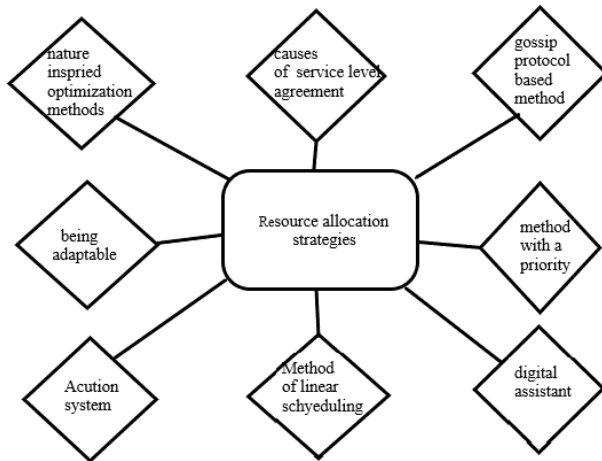 nature
inspried
optimization
methods
causes
of service level
agreement
gossip
protocol
based
method
being
adaptable
Resource allocation
strategies
method
with a
priority
Acution
system
Method
of linear
schyeduling
digital
assistant